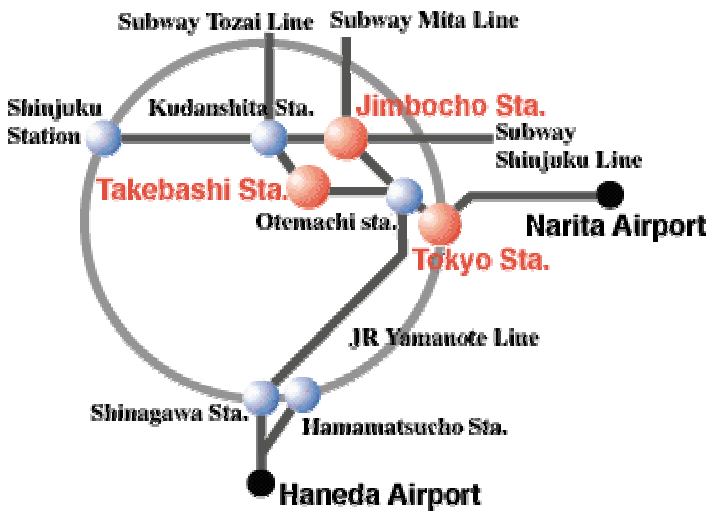 Subway Tozai Line
Subway Mita Line
Shinjuku
Station
Kudanshita Sta.
Jimbocho Sta.
Subway
Shinjuku Line
Takebashi Sta.
Otemachi sta.
Narita Airport
Tokyo Sta.
JR Yamanote Line
Shinagawa Sta.
Hamamatsucho Sta.
Haneda Airport